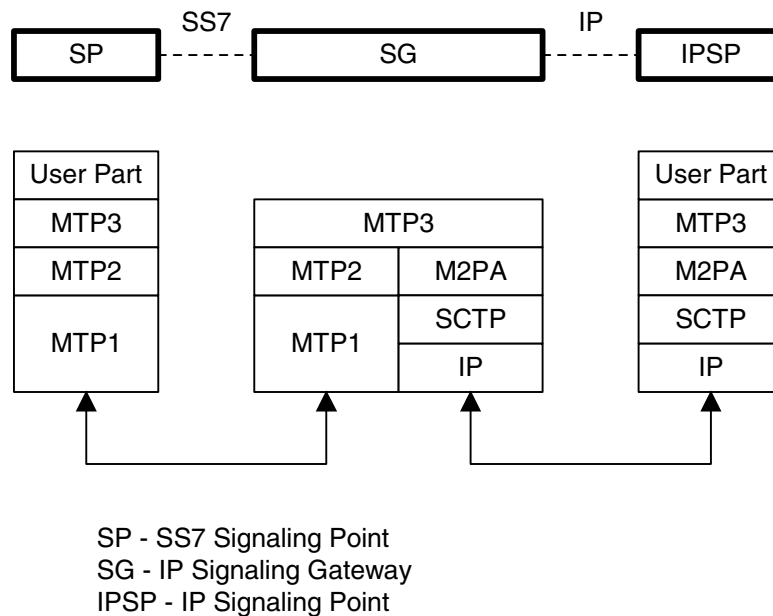 SS7 IP
SP SG IPSP
User Part User Part
MTP3 MTP3 MTP3
MTP2 MTP2 M2PA M2PA
MTP1 MTP1 SCTP SCTP
IP IP
SP - SS7 Signaling Point
SG - IP Signaling Gateway
IPSP - IP Signaling Point